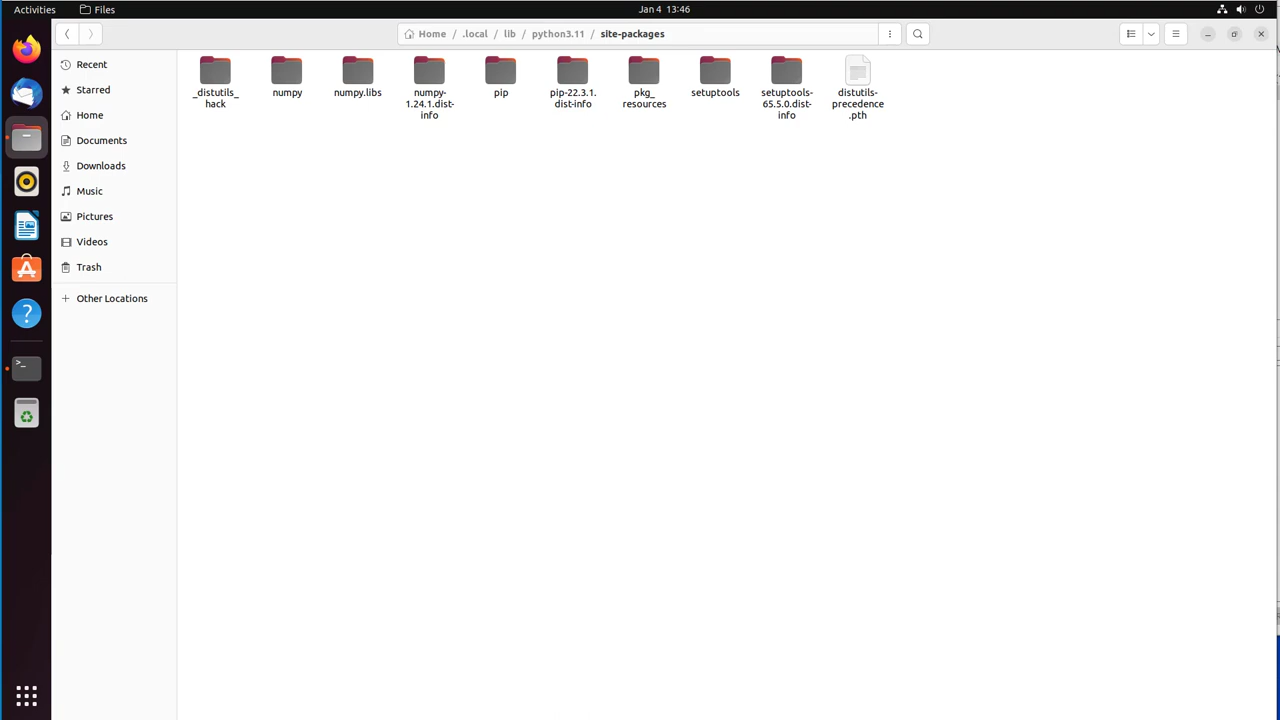 Activities
Files
Jan 4 13:46
Home / .local / lib / python3.11 / site-packages
Recent
Starred
Home
Documents
Downloads
Music
Pictures
Videos
Trash
Other Locations
_distutils_
hack
numpy
numpy.libs
numpy-
1.24.1.dist-
info
pip
pip-22.3.1.
dist-info
pkg_
resources
setuptools
setuptools-
65.5.0.dist-
info
distutils-
precedence
.pth